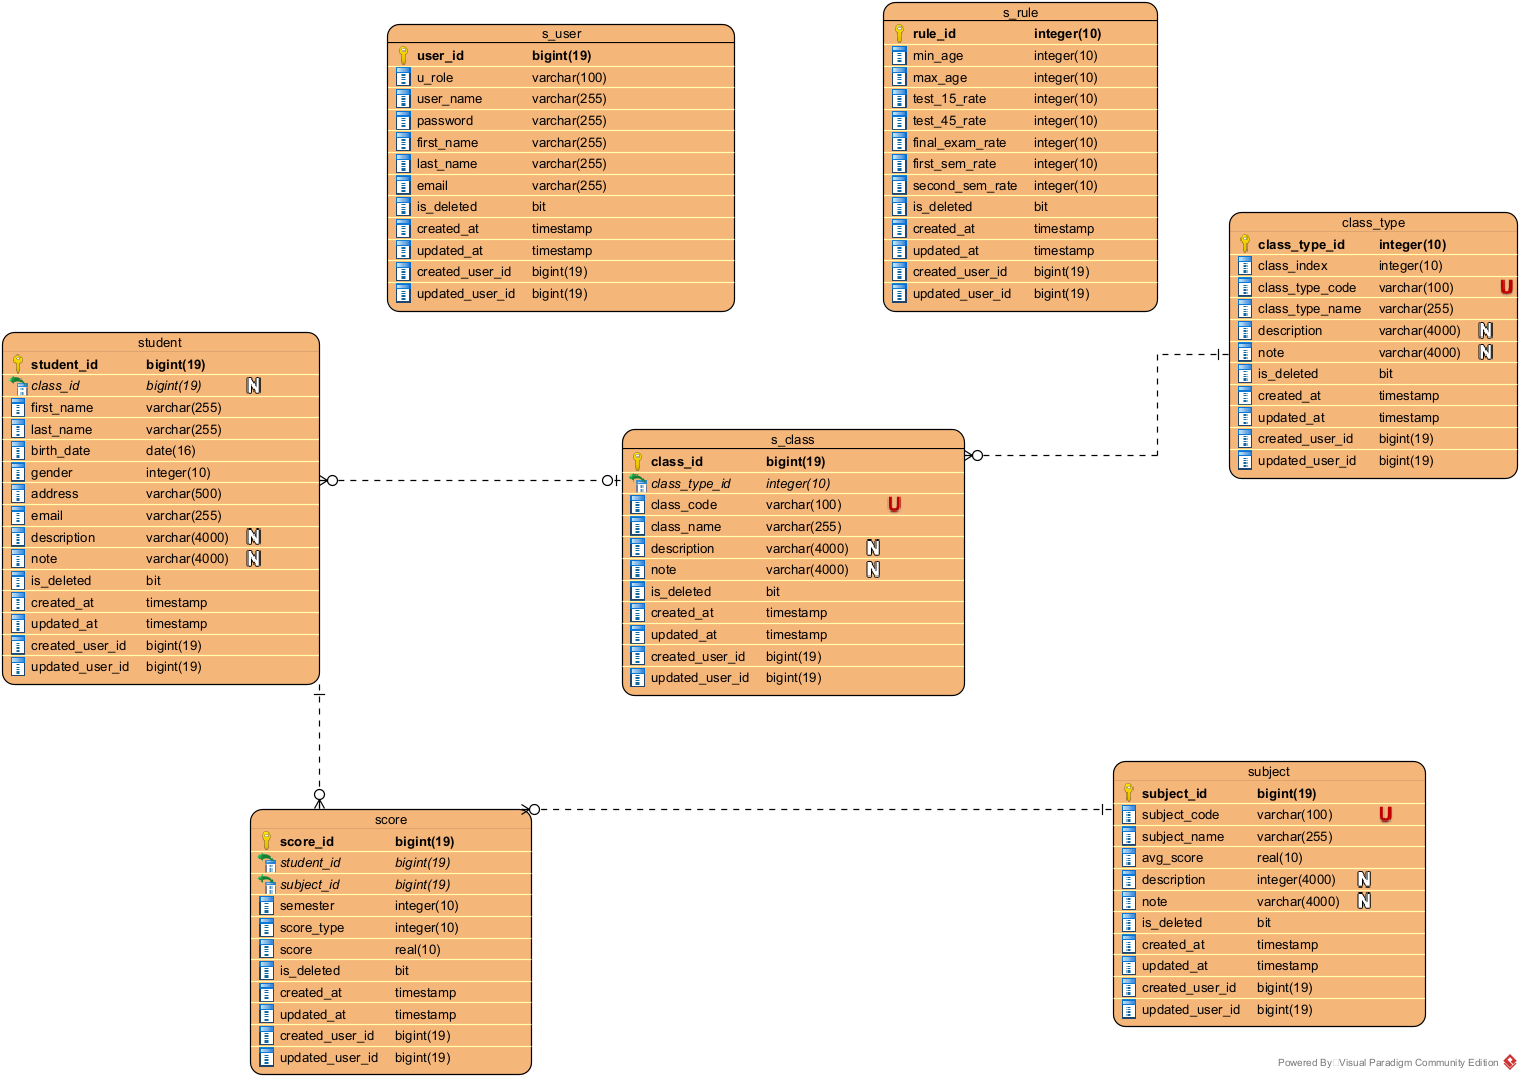 s_user
user_id bigint(19)
u_role varchar(100)
user_name varchar(255)
password varchar(255)
first_name varchar(255)
last_name varchar(255)
email varchar(255)
is_deleted bit
created_at timestamp
updated_at timestamp
created_user_id bigint(19)
updated_user_id bigint(19)
s_rule
rule_id integer(10)
min_age integer(10)
max_age integer(10)
test_15_rate integer(10)
test_45_rate integer(10)
final_exam_rate integer(10)
first_sem_rate integer(10)
second_sem_rate integer(10)
is_deleted bit
created_at timestamp
updated_at timestamp
created_user_id bigint(19)
updated_user_id bigint(19)
class_type
class_type_id integer(10)
class_index integer(10)
class_type_code varchar(100) U
class_type_name varchar(255)
description varchar(4000) N
note varchar(4000) N
is_deleted bit
created_at timestamp
updated_at timestamp
created_user_id bigint(19)
updated_user_id bigint(19)
student
student_id bigint(19)
class_id bigint(19) N
first_name varchar(255)
last_name varchar(255)
birth_date date(16)
gender integer(10)
address varchar(500)
email varchar(255)
description varchar(4000) N
note varchar(4000) N
is_deleted bit
created_at timestamp
updated_at timestamp
created_user_id bigint(19)
updated_user_id bigint(19)
s_class
class_id bigint(19)
class_type_id integer(10)
class_code varchar(100) U
class_name varchar(255)
description varchar(4000) N
note varchar(4000) N
is_deleted bit
created_at timestamp
updated_at timestamp
created_user_id bigint(19)
updated_user_id bigint(19)
score
score_id bigint(19)
student_id bigint(19)
subject_id bigint(19)
semester integer(10)
score_type integer(10)
score real(10)
is_deleted bit
created_at timestamp
updated_at timestamp
created_user_id bigint(19)
updated_user_id bigint(19)
subject
subject_id bigint(19)
subject_code varchar(100) U
subject_name varchar(255)
avg_score real(10)
description integer(4000) N
note varchar(4000) N
is_deleted bit
created_at timestamp
updated_at timestamp
created_user_id bigint(19)
updated_user_id bigint(19)
Powered By Visual Paradigm Community Edition